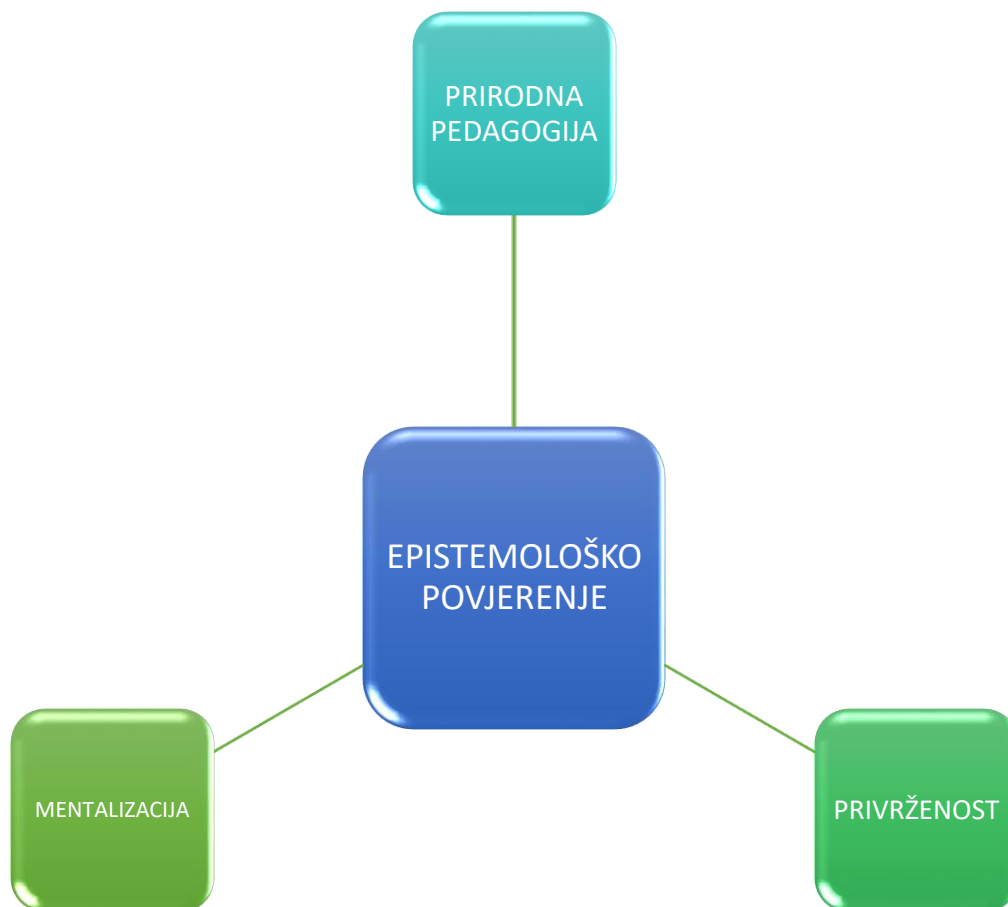 PRIRODNA
PEDAGOGIJA
EPISTEMOLOŠKO
POVJERENJE
MENTALIZACIJA
PRIVRŽENOST